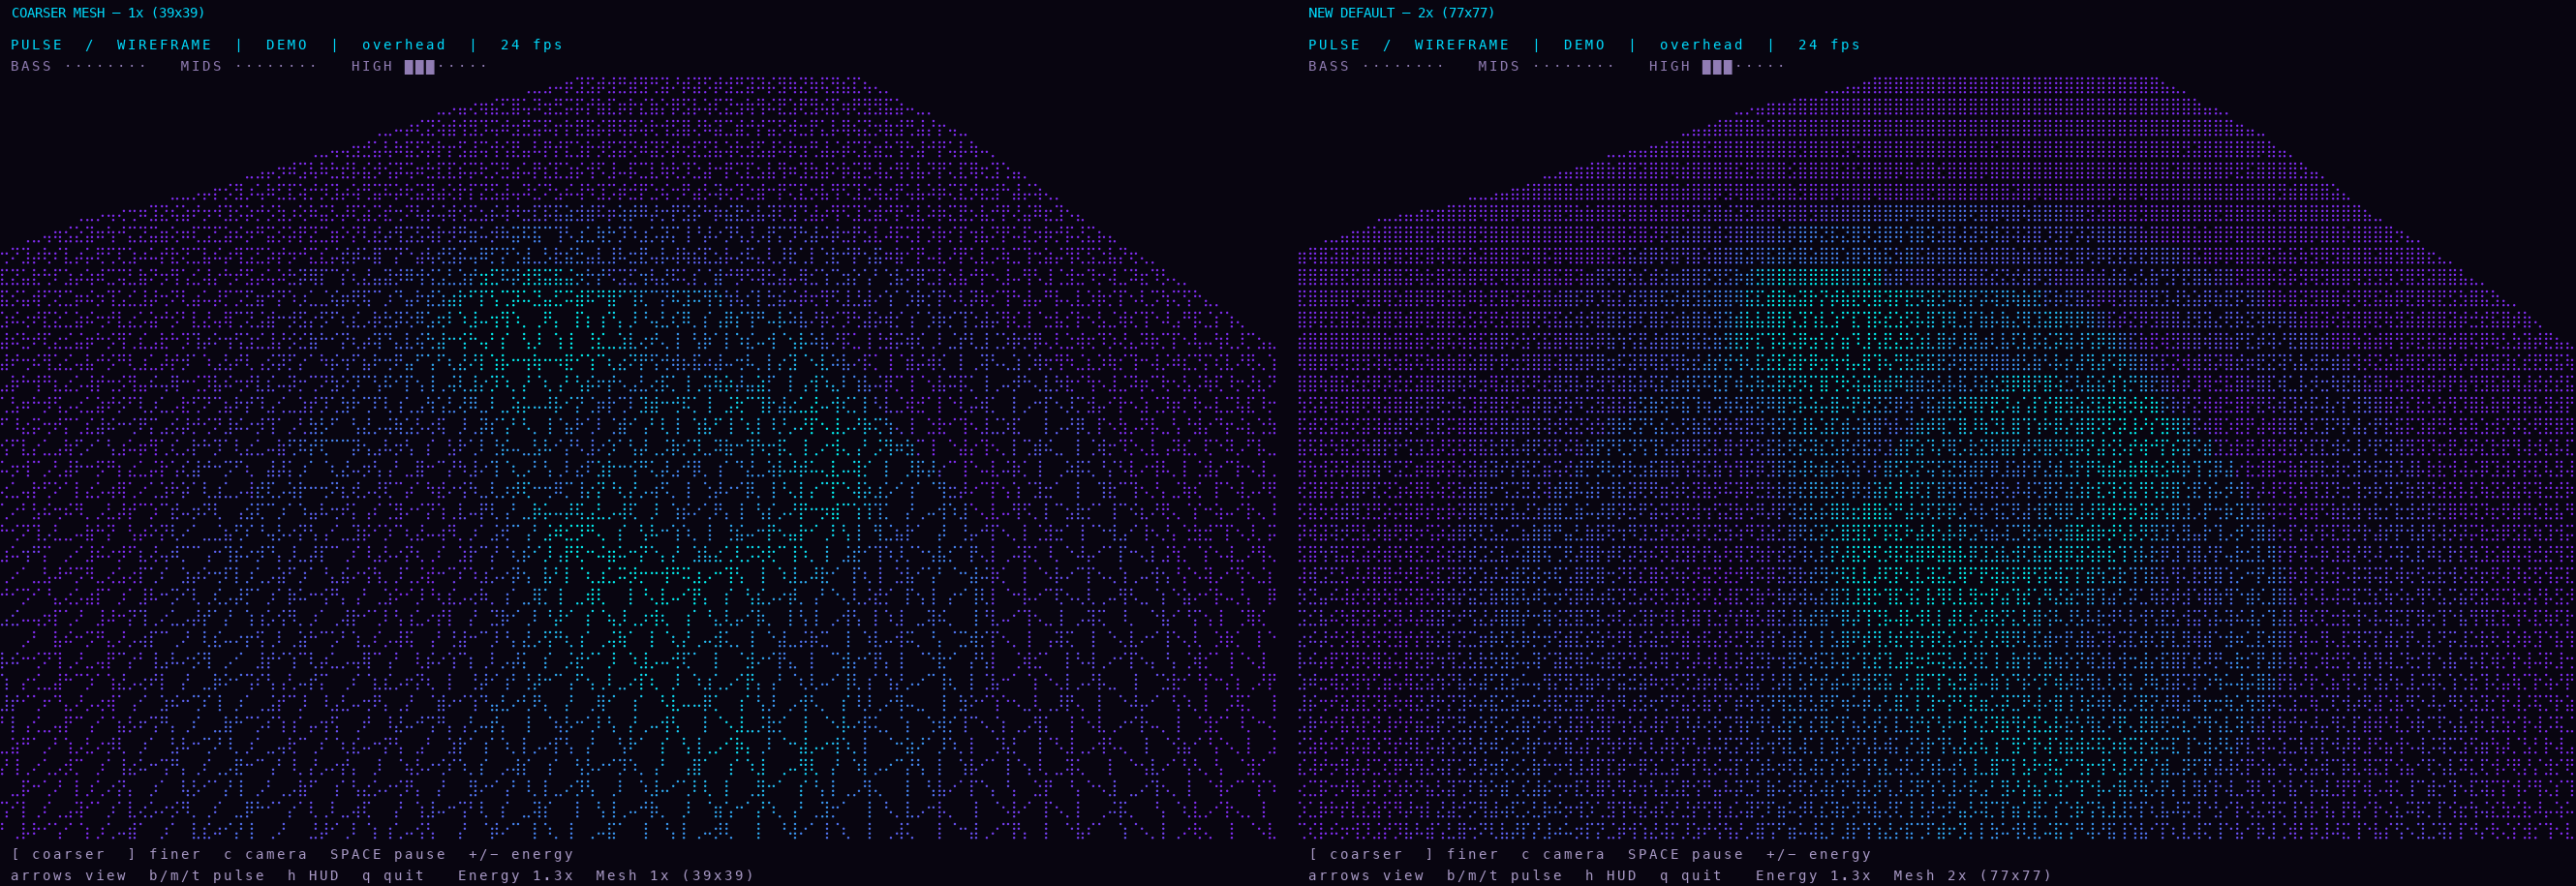 COARSER MESH — 1x (39x39)
PULSE / WIREFRAME | DEMO | overhead | 24 fps
BASS ········ MIDS ········ HIGH ███·····
[ coarser ] finer c camera SPACE pause +/− energy
arrows view b/m/t pulse h HUD q quit Energy 1.3x Mesh 1x (39x39)
NEW DEFAULT — 2x (77x77)
PULSE / WIREFRAME | DEMO | overhead | 24 fps
BASS ········ MIDS ········ HIGH ███·····
[ coarser ] finer c camera SPACE pause +/− energy
arrows view b/m/t pulse h HUD q quit Energy 1.3x Mesh 2x (77x77)